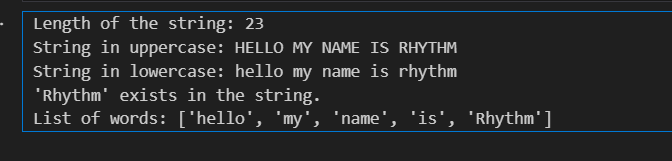 Length of the string: 23
String in uppercase: HELLO MY NAME IS RHYTHM
String in lowercase: hello my name is rhythm
'Rhythm' exists in the string.
List of words: ['hello', 'my', 'name', 'is', 'Rhythm']